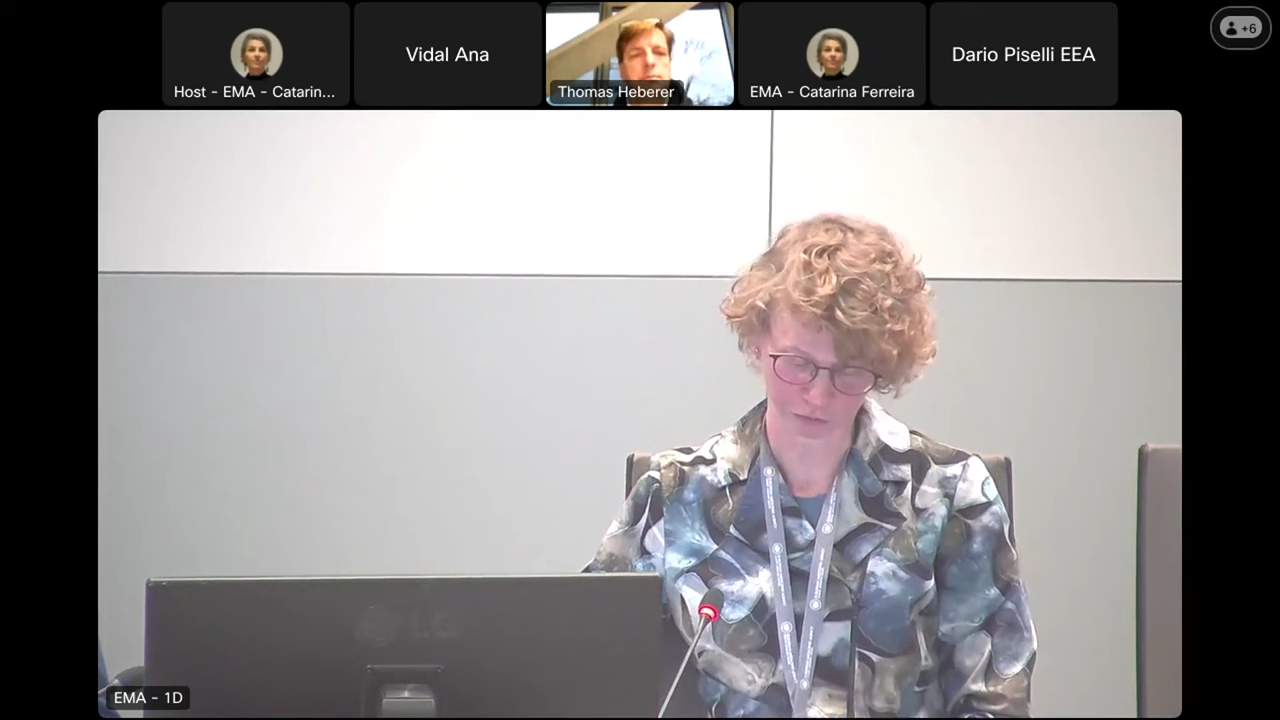 Host - EMA - Catarin...
Vidal Ana
Thomas Heberer
EMA - Catarina Ferreira
Dario Piselli EEA
+6
LG
EMA - 1D